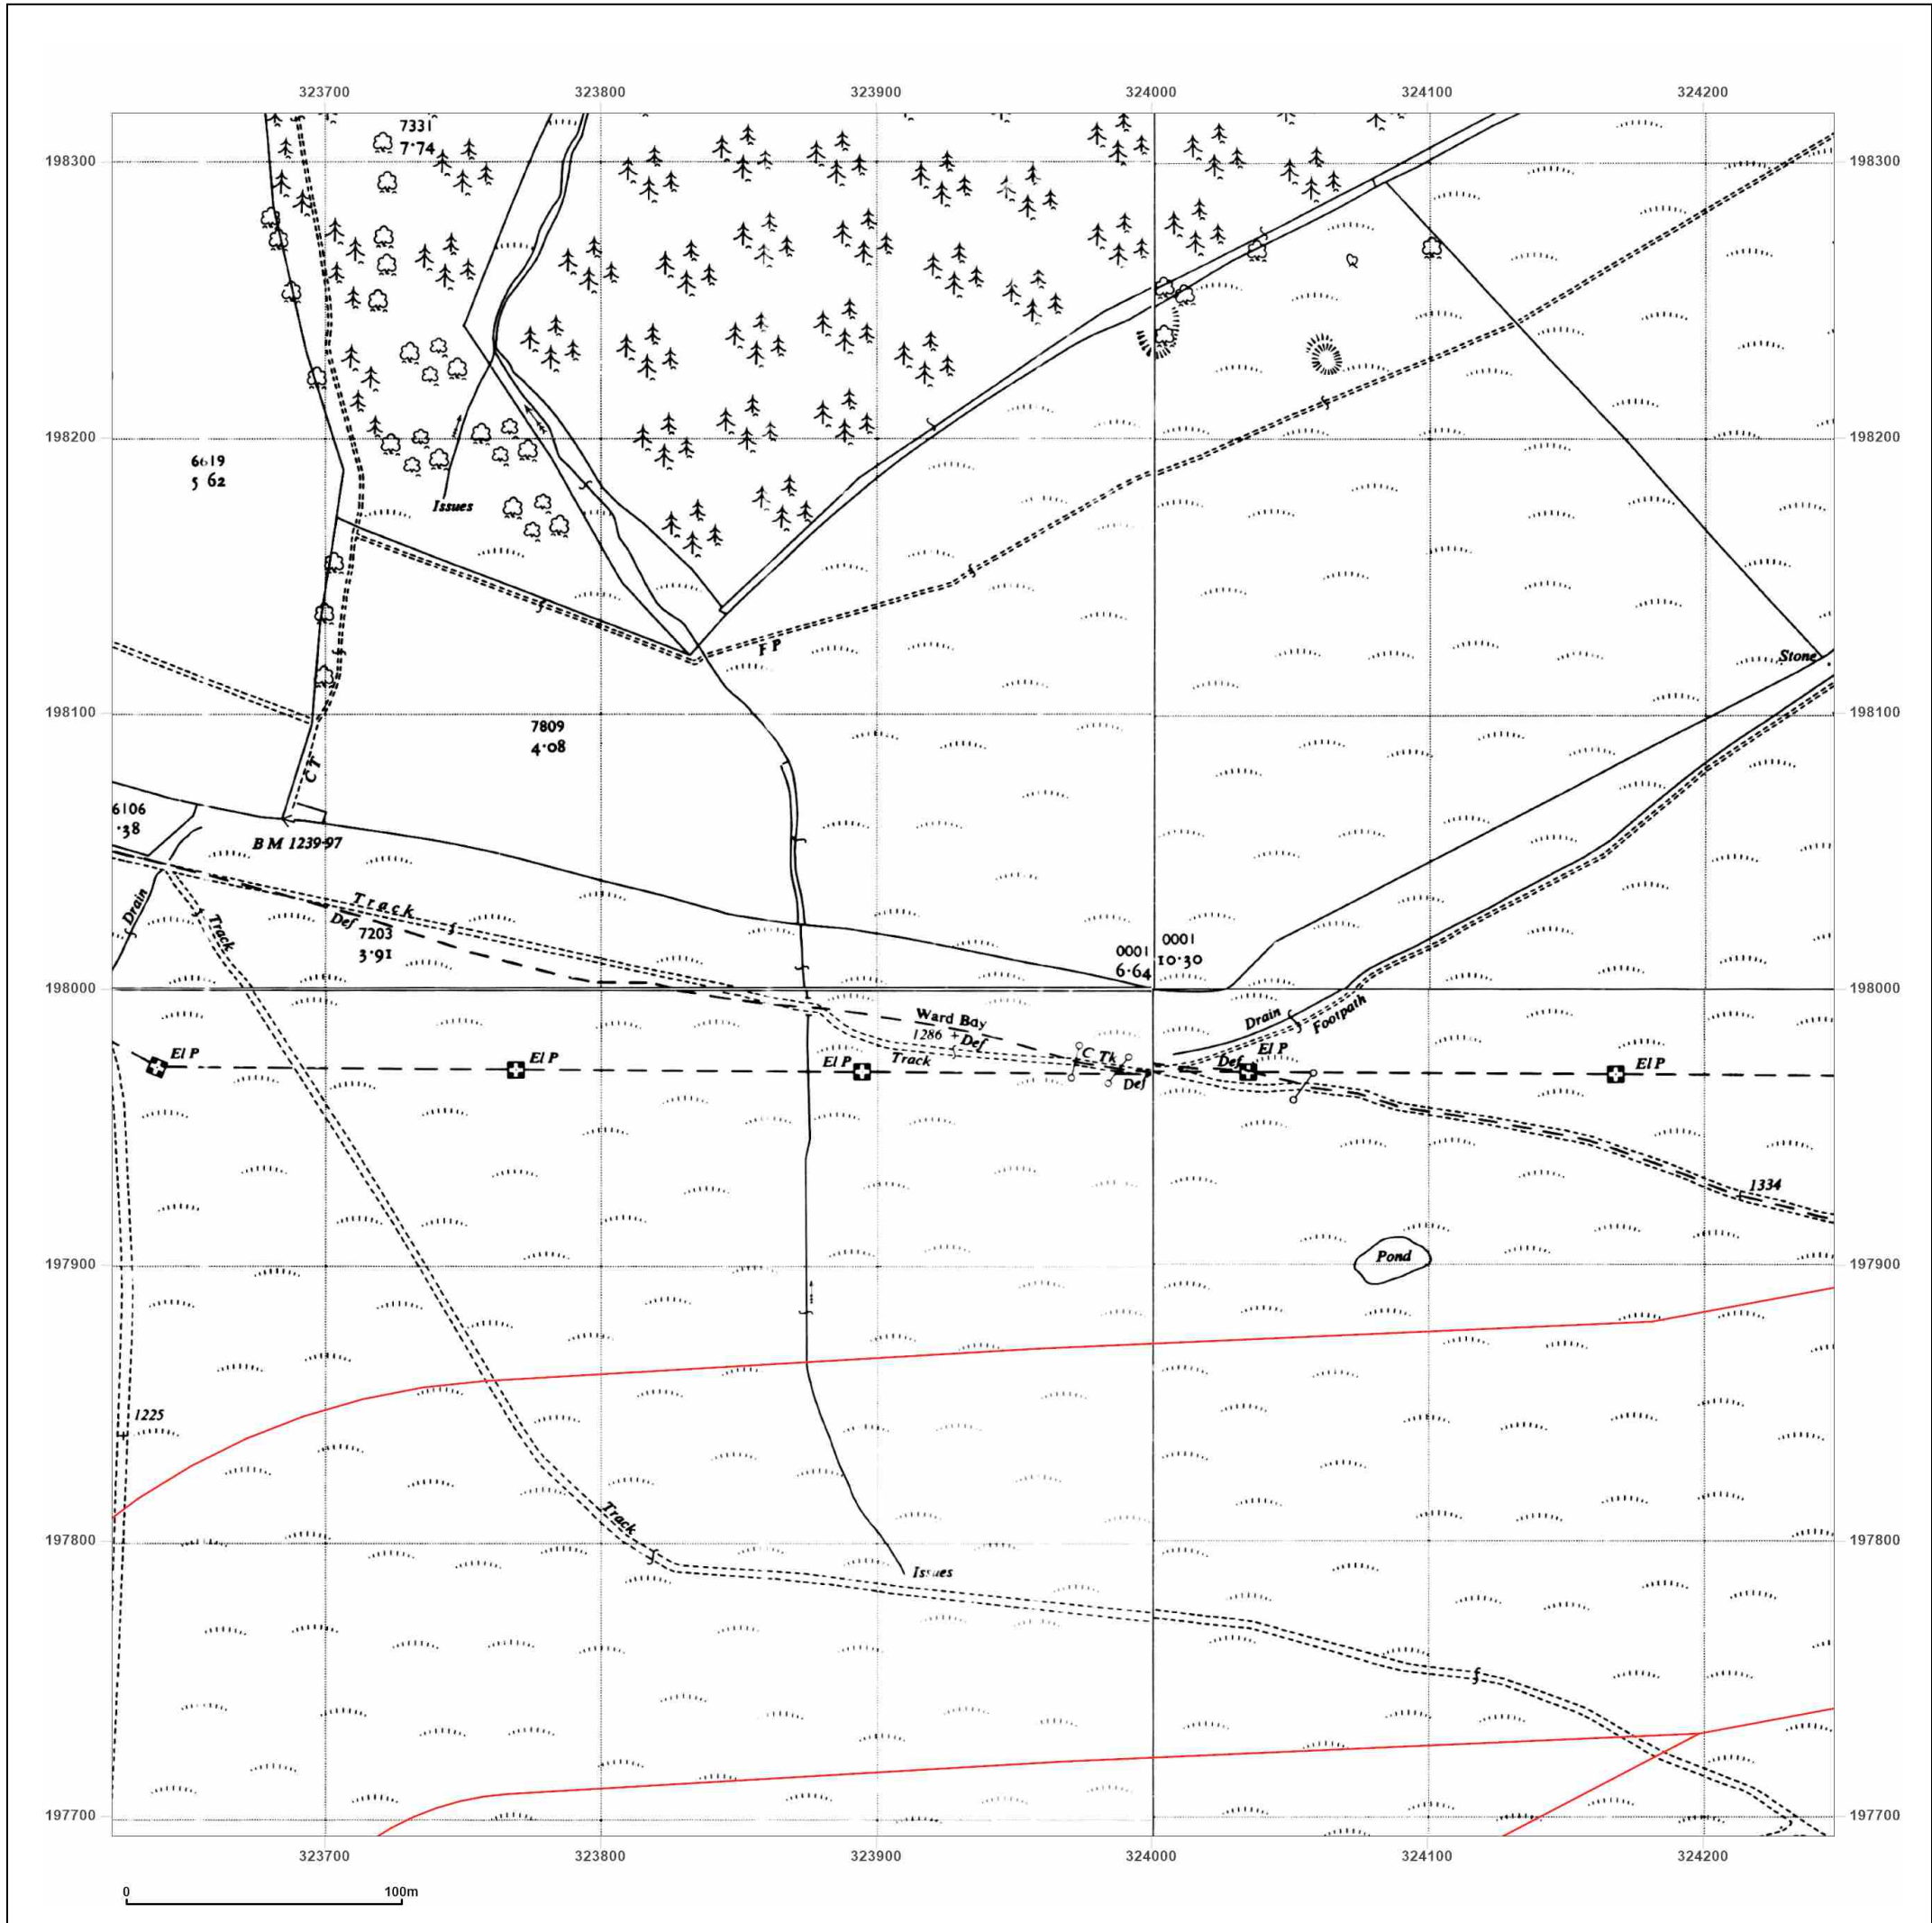 323700 323800 323900 324000 324100 324200
7331
7·74
198300 198300
198200 198200
6619
5 62
Issues
F P
Stone
198100 198100
7809
4·08
C T
6106
·38
B M 1239·97
Drain
Track
Def
Track
7203
3·91
0001 0001
6·64 10·30
198000 198000
Ward Bdy
1286 + Def
Drain
Footpath
El P El P El P Track C Tk Def Def El P El P
1334
Pond
197900 197900
1225
Track
197800 197800
Issues
197700 197700
323700 323800 323900 324000 324100 324200
0 100m